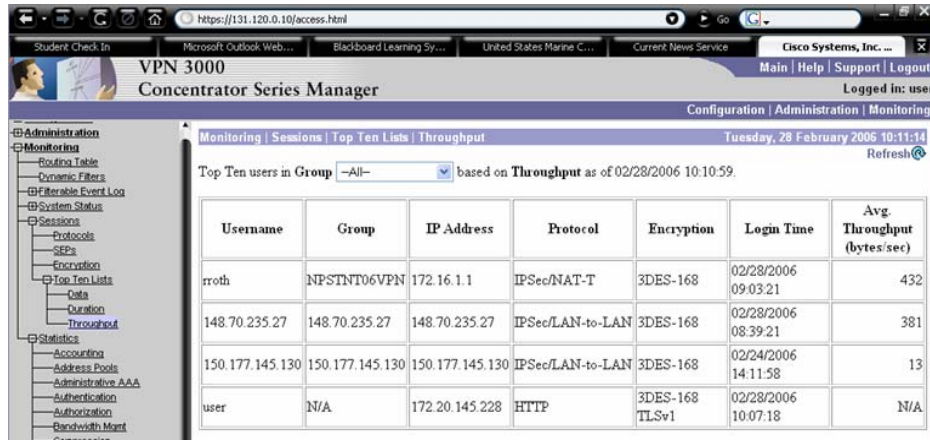 https://131.120.0.10/access.html
Go
G
Student Check In
Microsoft Outlook Web...
Blackboard Learning Sy...
United States Marine C...
Current News Service
Cisco Systems, Inc. ...
VPN 3000
Concentrator Series Manager
Main | Help | Support | Logout
Logged in: use
Configuration | Administration | Monitoring
Administration
Monitoring
Routing Table
Dynamic Filters
Filterable Event Log
System Status
Sessions
Protocols
SEPs
Encryption
Top Ten Lists
Data
Duration
Throughput
Statistics
Accounting
Address Pools
Administrative AAA
Authentication
Authorization
Bandwidth Mgmt
Monitoring | Sessions | Top Ten Lists | Throughput
Tuesday, 28 February 2006 10:11:14
Refresh
Top Ten users in Group --All-- based on Throughput as of 02/28/2006 10:10:59.
Username Group IP Address Protocol Encryption Login Time Avg. Throughput (bytes/sec)
rroth NPSTNT06VPN 172.16.1.1 IPSec/NAT-T 3DES-168 02/28/2006 09:03:21 432
148.70.235.27 148.70.235.27 148.70.235.27 IPSec/LAN-to-LAN 3DES-168 02/28/2006 08:39:21 381
150.177.145.130 150.177.145.130 150.177.145.130 IPSec/LAN-to-LAN 3DES-168 02/24/2006 14:11:58 13
user N/A 172.20.145.228 HTTP 3DES-168 TLSv1 02/28/2006 10:07:18 N/A